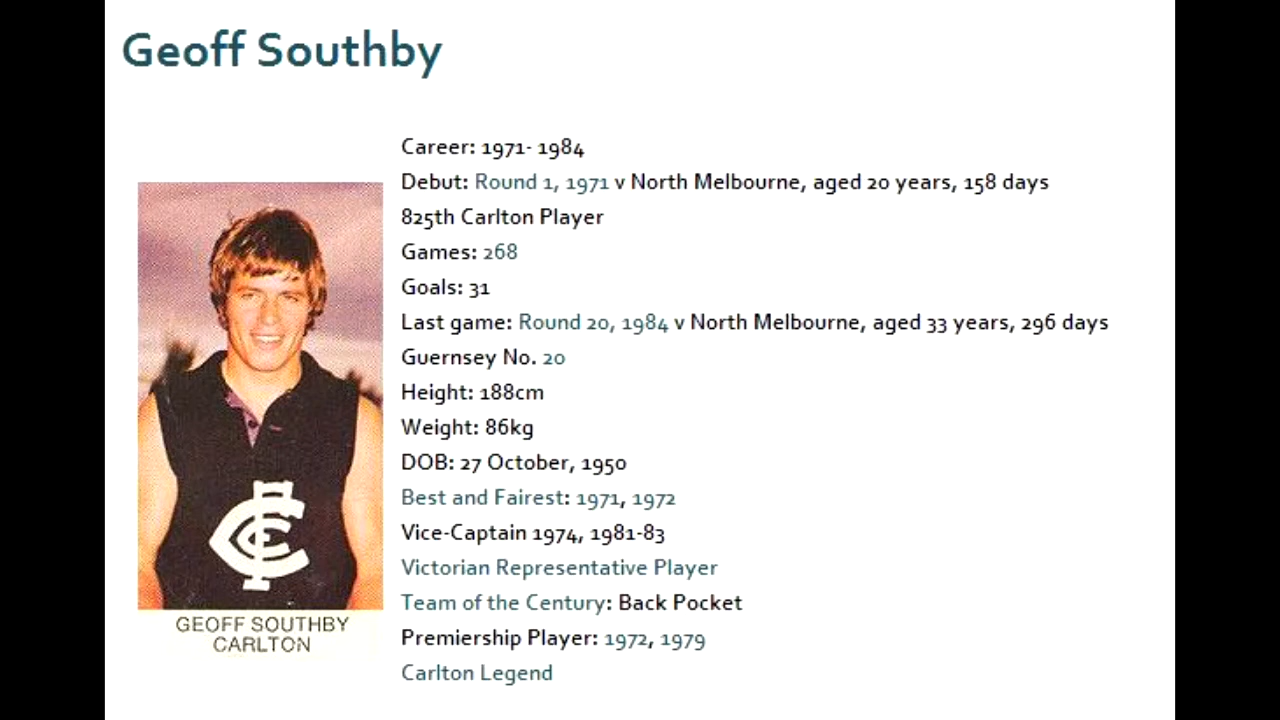 Geoff Southby
Career: 1971- 1984
Debut: Round 1, 1971 v North Melbourne, aged 20 years, 158 days
825th Carlton Player
Games: 268
Goals: 31
Last game: Round 20, 1984 v North Melbourne, aged 33 years, 296 days
Guernsey No. 20
Height: 188cm
Weight: 86kg
DOB: 27 October, 1950
Best and Fairest: 1971, 1972
Vice-Captain 1974, 1981-83
Victorian Representative Player
Team of the Century: Back Pocket
Premiership Player: 1972, 1979
Carlton Legend
CFC
GEOFF SOUTHBY
CARLTON